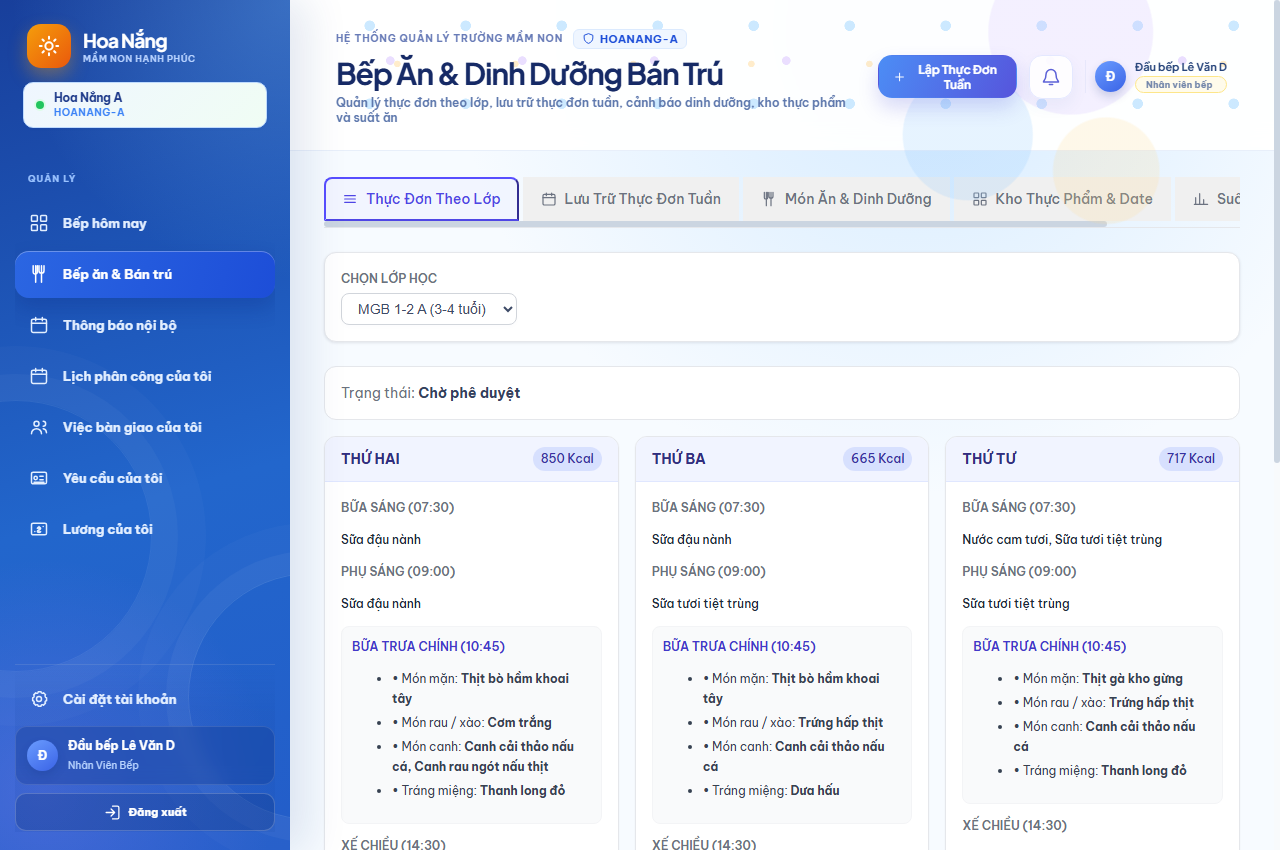 Hoa Nắng
MẦM NON HẠNH PHÚC
Hoa Nắng A
HOANANG-A
QUẢN LÝ
Bếp hôm nay
Bếp ăn & Bán trú
Thông báo nội bộ
Lịch phân công của tôi
Việc bàn giao của tôi
Yêu cầu của tôi
Lương của tôi
Cài đặt tài khoản
Đ
Đầu bếp Lê Văn D
Nhân Viên Bếp
Đăng xuất
HỆ THỐNG QUẢN LÝ TRƯỜNG MẦM NON
HOANANG-A
Bếp Ăn & Dinh Dưỡng Bán Trú
Quản lý thực đơn theo lớp, lưu trữ thực đơn tuần, cảnh báo dinh dưỡng, kho thực phẩm
và suất ăn
+ Lập Thực Đơn
Tuần
Đ
Đầu bếp Lê Văn D
Nhân viên bếp
Thực Đơn Theo Lớp
Lưu Trữ Thực Đơn Tuần
Món Ăn & Dinh Dưỡng
Kho Thực Phẩm & Date
CHỌN LỚP HỌC
MGB 1-2 A (3-4 tuổi)
Trạng thái: Chờ phê duyệt
THỨ HAI
850 Kcal
BỮA SÁNG (07:30)
Sữa đậu nành
PHỤ SÁNG (09:00)
Sữa đậu nành
BỮA TRƯA CHÍNH (10:45)
• • Món mặn: Thịt bò hầm khoai
tây
• • Món rau / xào: Cơm trắng
• • Món canh: Canh cải thảo nấu
cá, Canh rau ngót nấu thịt
• • Tráng miệng: Thanh long đỏ
XẾ CHIỀU (14:30)
THỨ BA
665 Kcal
BỮA SÁNG (07:30)
Sữa đậu nành
PHỤ SÁNG (09:00)
Sữa tươi tiệt trùng
BỮA TRƯA CHÍNH (10:45)
• • Món mặn: Thịt bò hầm khoai
tây
• • Món rau / xào: Trứng hấp thịt
• • Món canh: Canh cải thảo nấu
cá
• • Tráng miệng: Dưa hấu
XẾ CHIỀU (14:30)
THỨ TƯ
717 Kcal
BỮA SÁNG (07:30)
Nước cam tươi, Sữa tươi tiệt trùng
PHỤ SÁNG (09:00)
Sữa tươi tiệt trùng
BỮA TRƯA CHÍNH (10:45)
• • Món mặn: Thịt gà kho gừng
• • Món rau / xào: Trứng hấp thịt
• • Món canh: Canh cải thảo nấu
cá
• • Tráng miệng: Thanh long đỏ
XẾ CHIỀU (14:30)